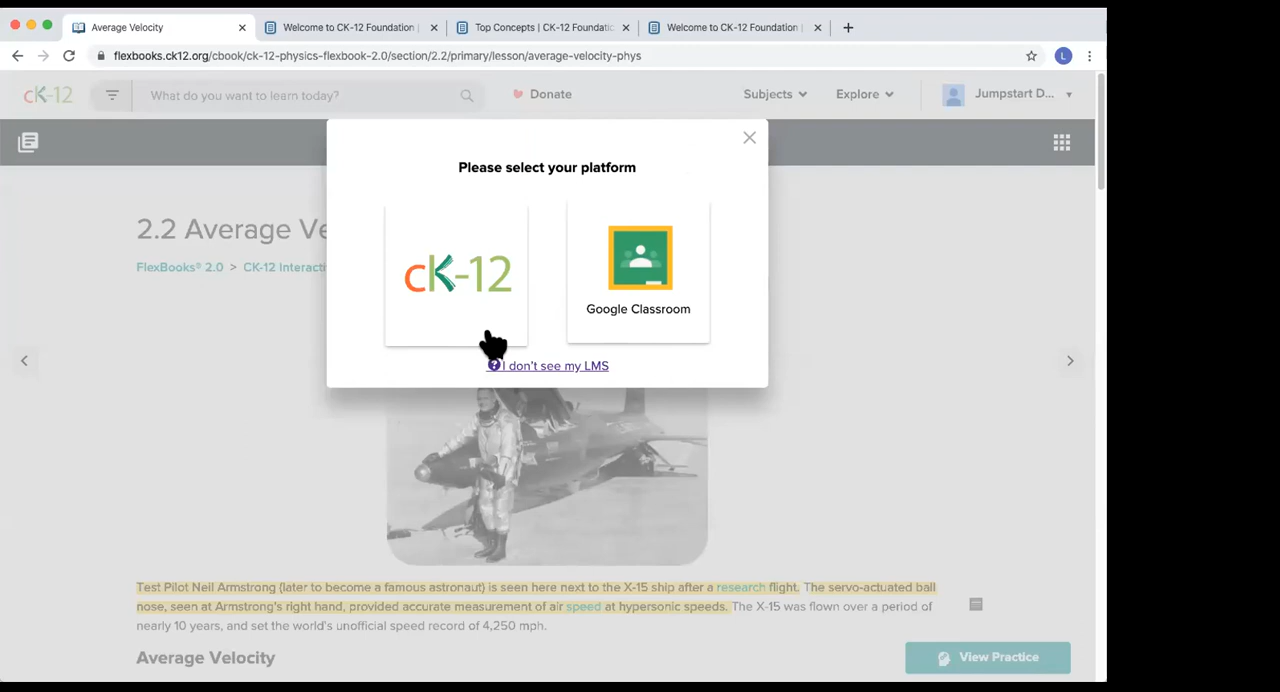 Average Velocity
Welcome to CK-12 Foundation |
Top Concepts | CK-12 Foundatic
Welcome to CK-12 Foundation |
flexbooks.ck12.org/cbook/ck-12-physics-flexbook-2.0/section/2.2/primary/lesson/average-velocity-phys
L
cK-12
What do you want to learn today?
Donate
Subjects
Explore
Jumpstart D...
Please select your platform
cK-12
Google Classroom
? I don't see my LMS
2.2 Average Ve
FlexBooks® 2.0 > CK-12 Interacti
Test Pilot Neil Armstrong (later to become a famous astronaut) is seen here next to the X-15 ship after a research flight. The servo-actuated ball
nose, seen at Armstrong's right hand, provided accurate measurement of air speed at hypersonic speeds. The X-15 was flown over a period of
nearly 10 years, and set the world's unofficial speed record of 4,250 mph.
Average Velocity
View Practice